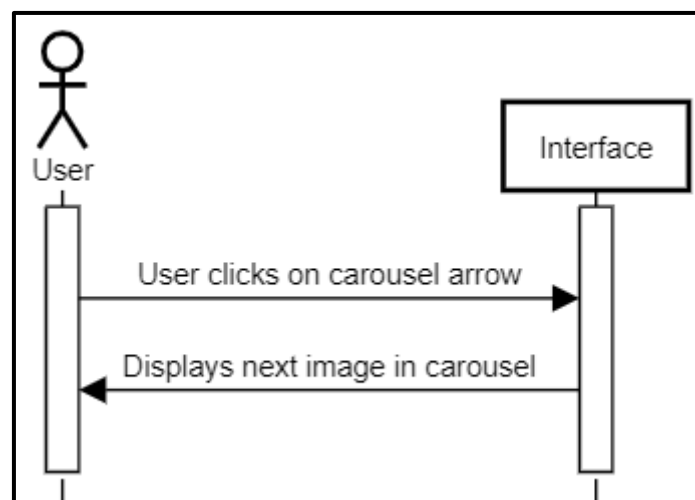 User
Interface
User clicks on carousel arrow
Displays next image in carousel